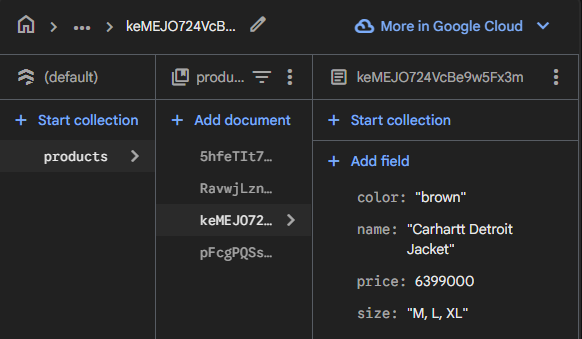 keMEJO724VcB... More in Google Cloud
(default) produ... keMEJO724VcBe9w5Fx3m
+ Start collection + Add document + Start collection
products 5hfeTIt7... + Add field
RavwjLzn... color: "brown"
keMEJO72... name: "Carhartt Detroit
Jacket"
pFcgPQSs...
price: 6399000
size: "M, L, XL"